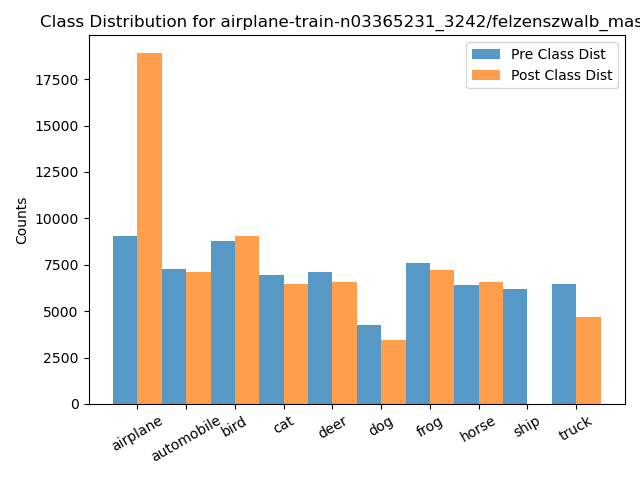 Class Distribution for airplane-train-n03365231_3242/felzenszwalb_mas
Pre Class Dist
Post Class Dist
Counts
17500
15000
12500
10000
7500
5000
2500
0
airplane
automobile
bird
cat
deer
dog
frog
horse
ship
truck